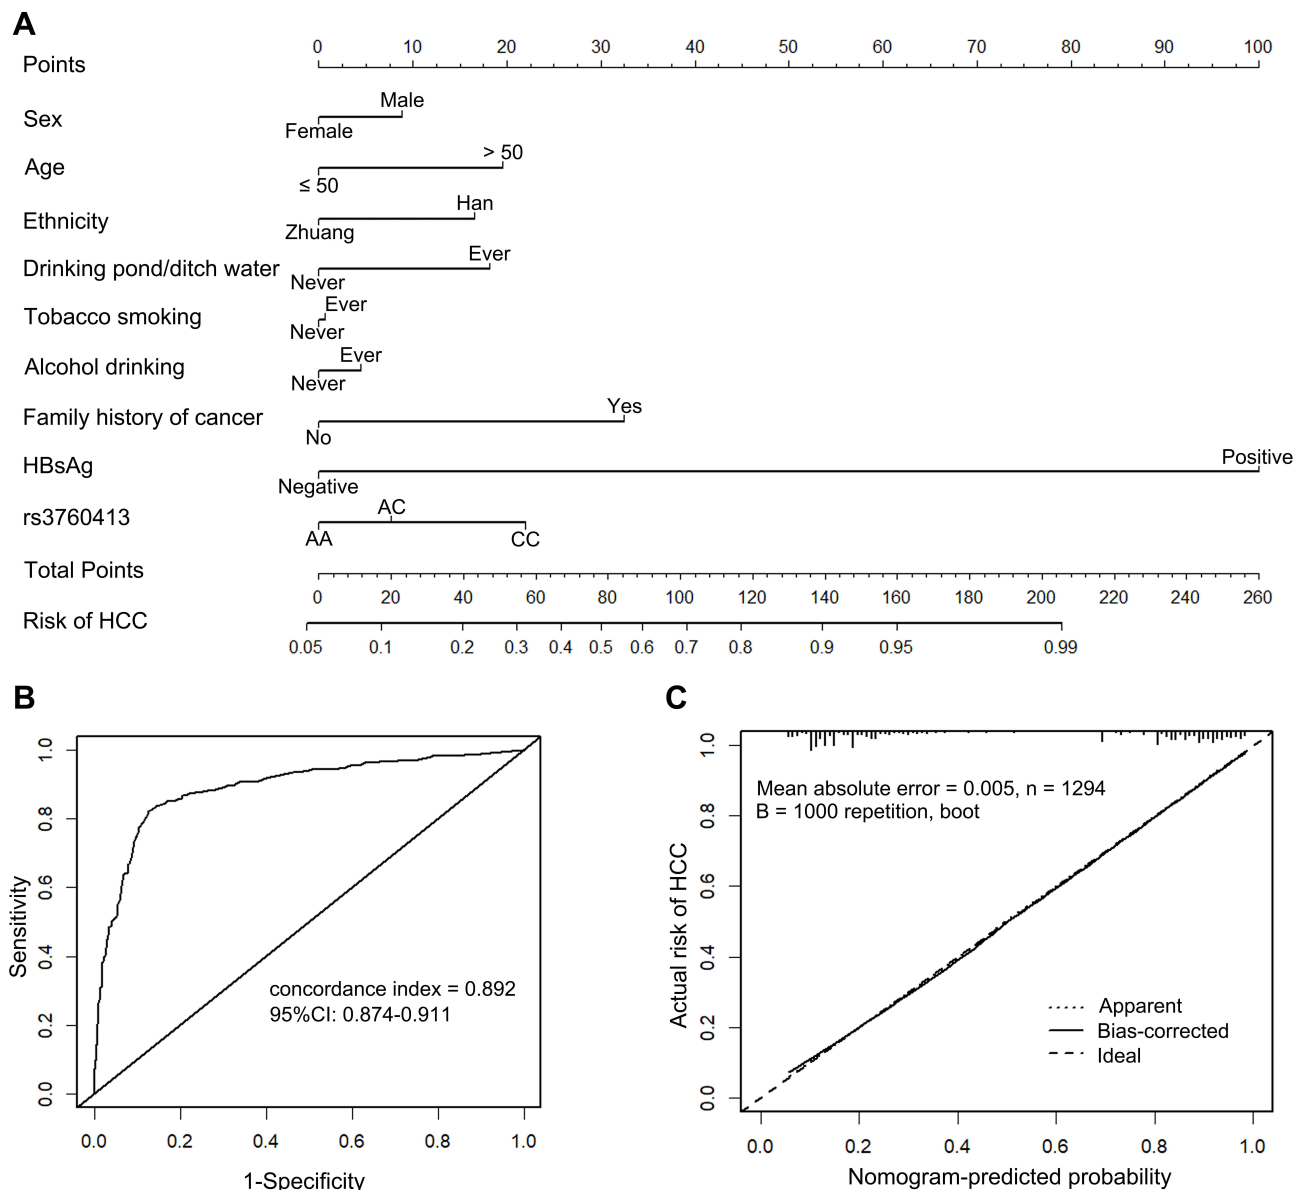 A
Points
0 10 20 30 40 50 60 70 80 90 100
Sex
Male
Female
Age
> 50
≤ 50
Ethnicity
Han
Zhuang
Drinking pond/ditch water
Ever
Never
Tobacco smoking
Ever
Never
Alcohol drinking
Ever
Never
Family history of cancer
Yes
No
HBsAg
Positive
Negative
rs3760413
AC
AA CC
Total Points
0 20 40 60 80 100 120 140 160 180 200 220 240 260
Risk of HCC
0.05 0.1 0.2 0.3 0.4 0.5 0.6 0.7 0.8 0.9 0.95 0.99
B
Sensitivity
1.0
0.8
0.6
0.4
0.2
0.0
concordance index = 0.892
95%CI: 0.874-0.911
0.0 0.2 0.4 0.6 0.8 1.0
1-Specificity
C
Actual risk of HCC
1.0
0.8
0.6
0.4
0.2
0.0
Mean absolute error = 0.005, n = 1294
B = 1000 repetition, boot
Apparent
Bias-corrected
Ideal
0.0 0.2 0.4 0.6 0.8 1.0
Nomogram-predicted probability